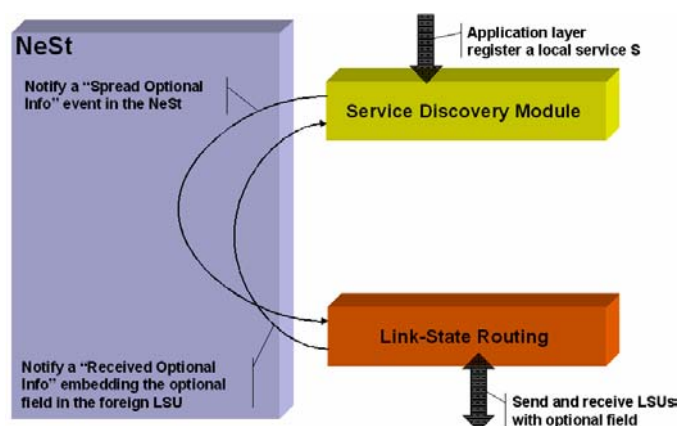 NeSt
Application layer
register a local service S
Notify a “Spread Optional
Info” event in the NeSt
Service Discovery Module
Link-State Routing
Notify a “Received Optional
Info” embedding the optional
field in the foreign LSU
Send and receive LSUs
with optional field